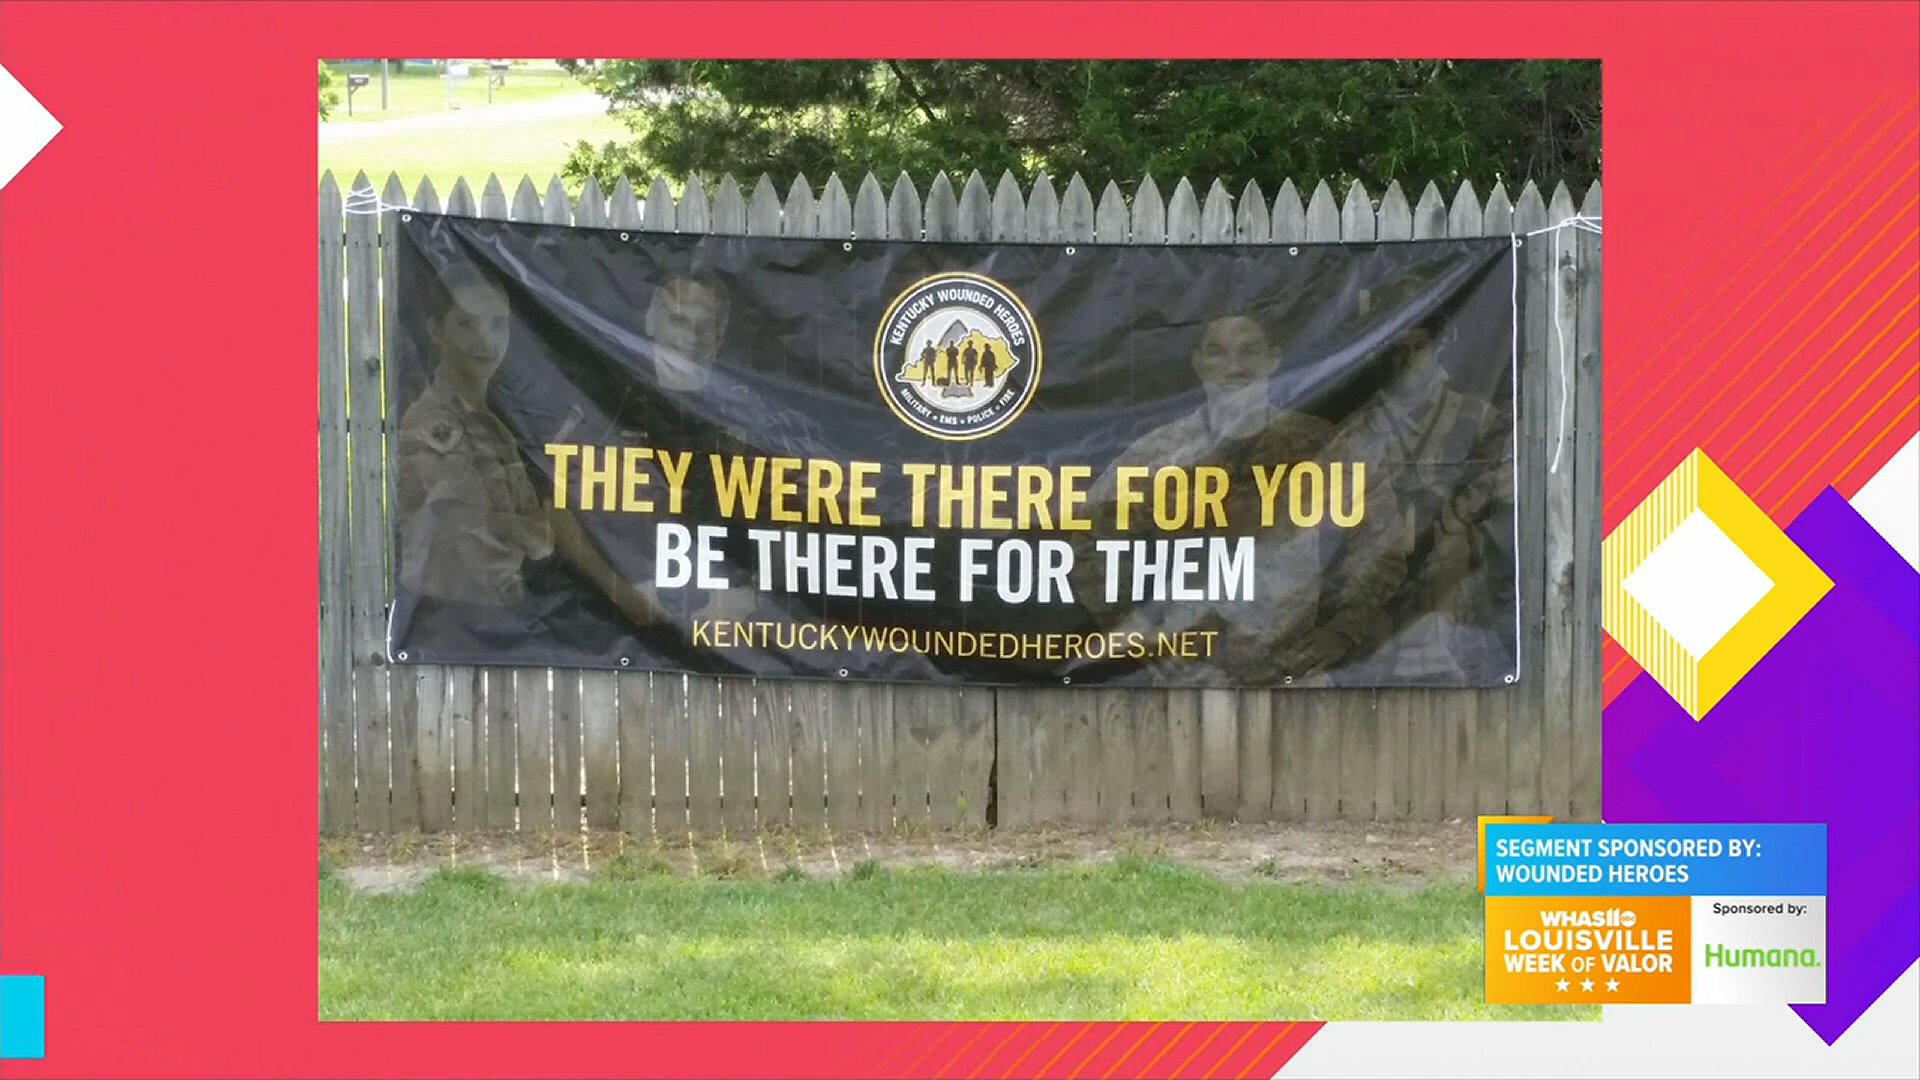 KENTUCKY WOUNDED HEROES
MILITARY • EMS • POLICE • FIRE
THEY WERE THERE FOR YOU
BE THERE FOR THEM
KENTUCKYWOUNDEDHEROES.NET
SEGMENT SPONSORED BY:
WOUNDED HEROES
WHAS11 abc
LOUISVILLE
WEEK OF VALOR
Sponsored by:
Humana.